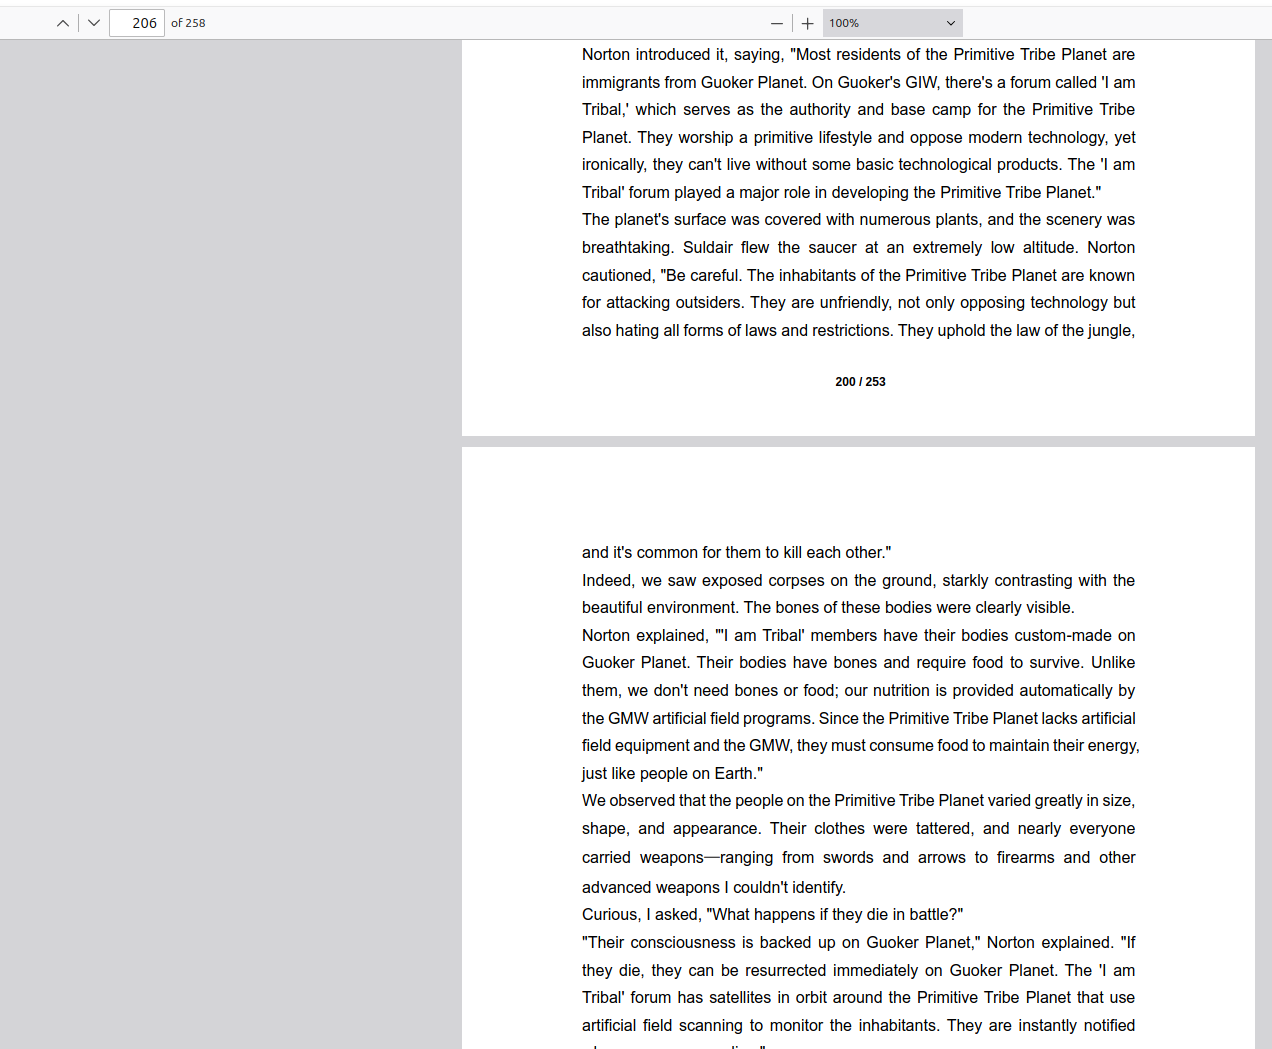 206 of 258
100%
Norton introduced it, saying, "Most residents of the Primitive Tribe Planet are
immigrants from Guoker Planet. On Guoker's GIW, there's a forum called 'I am
Tribal,' which serves as the authority and base camp for the Primitive Tribe
Planet. They worship a primitive lifestyle and oppose modern technology, yet
ironically, they can't live without some basic technological products. The 'I am
Tribal' forum played a major role in developing the Primitive Tribe Planet."
The planet's surface was covered with numerous plants, and the scenery was
breathtaking. Suldair flew the saucer at an extremely low altitude. Norton
cautioned, "Be careful. The inhabitants of the Primitive Tribe Planet are known
for attacking outsiders. They are unfriendly, not only opposing technology but
also hating all forms of laws and restrictions. They uphold the law of the jungle,
200 / 253
and it's common for them to kill each other."
Indeed, we saw exposed corpses on the ground, starkly contrasting with the
beautiful environment. The bones of these bodies were clearly visible.
Norton explained, "'I am Tribal' members have their bodies custom-made on
Guoker Planet. Their bodies have bones and require food to survive. Unlike
them, we don't need bones or food; our nutrition is provided automatically by
the GMW artificial field programs. Since the Primitive Tribe Planet lacks artificial
field equipment and the GMW, they must consume food to maintain their energy,
just like people on Earth."
We observed that the people on the Primitive Tribe Planet varied greatly in size,
shape, and appearance. Their clothes were tattered, and nearly everyone
carried weapons—ranging from swords and arrows to firearms and other
advanced weapons I couldn't identify.
Curious, I asked, "What happens if they die in battle?"
"Their consciousness is backed up on Guoker Planet," Norton explained. "If
they die, they can be resurrected immediately on Guoker Planet. The 'I am
Tribal' forum has satellites in orbit around the Primitive Tribe Planet that use
artificial field scanning to monitor the inhabitants. They are instantly notified